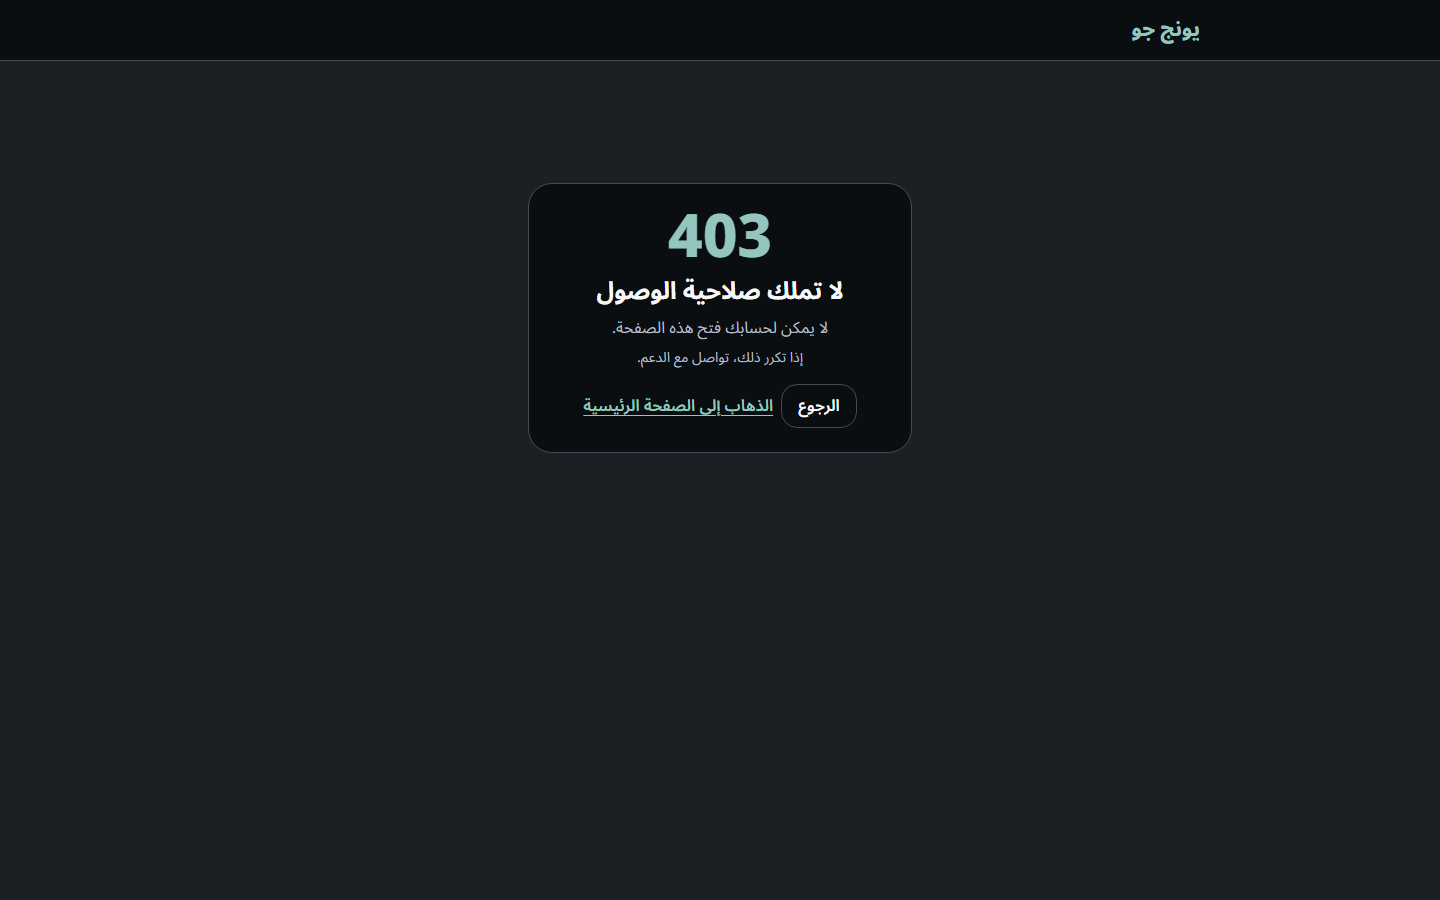 يونج جو
403
لا تملك صلاحية الوصول
لا يمكن لحسابك فتح هذه الصفحة.
إذا تكرر ذلك، تواصل مع الدعم.
الرجوع الذهاب إلى الصفحة الرئيسية